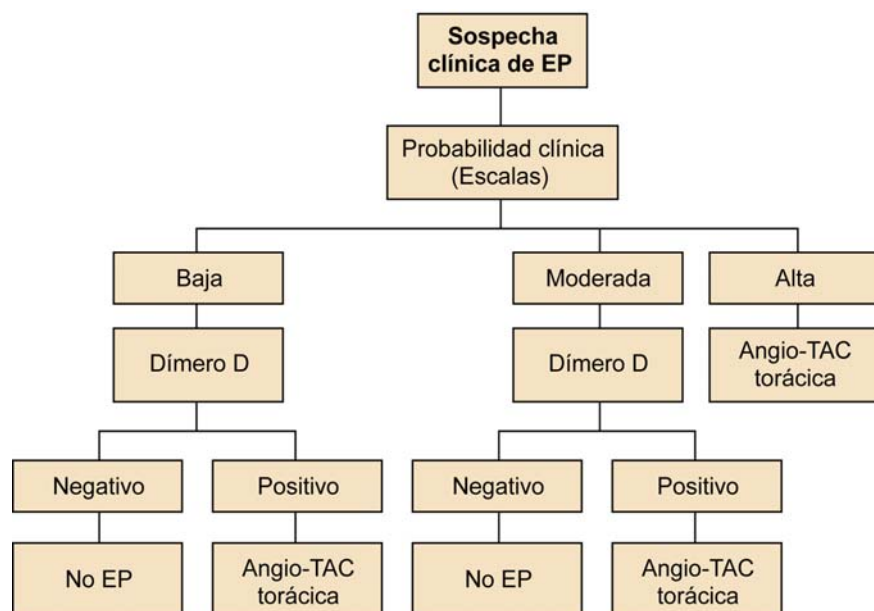 Sospecha
clínica de EP
Probabilidad clínica
(Escalas)
Baja
Moderada
Alta
Dímero D
Dímero D
Angio-TAC
torácica
Negativo
Positivo
Negativo
Positivo
No EP
Angio-TAC
torácica
No EP
Angio-TAC
torácica